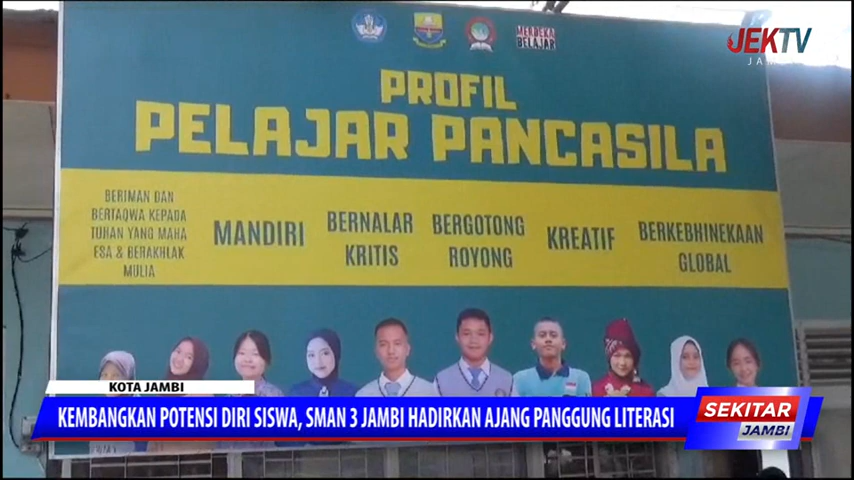 MERDEKA
BELAJAR
JEKTV
JAMBI
PROFIL
PELAJAR PANCASILA
BERIMAN DAN
BERTAQWA KEPADA
TUHAN YANG MAHA
ESA & BERAKHLAK
MULIA
MANDIRI
BERNALAR
KRITIS
BERGOTONG
ROYONG
KREATIF
BERKEBHINEKAAN
GLOBAL
KOTA JAMBI
KEMBANGKAN POTENSI DIRI SISWA, SMAN 3 JAMBI HADIRKAN AJANG PANGGUNG LITERASI
SEKITAR
JAMBI